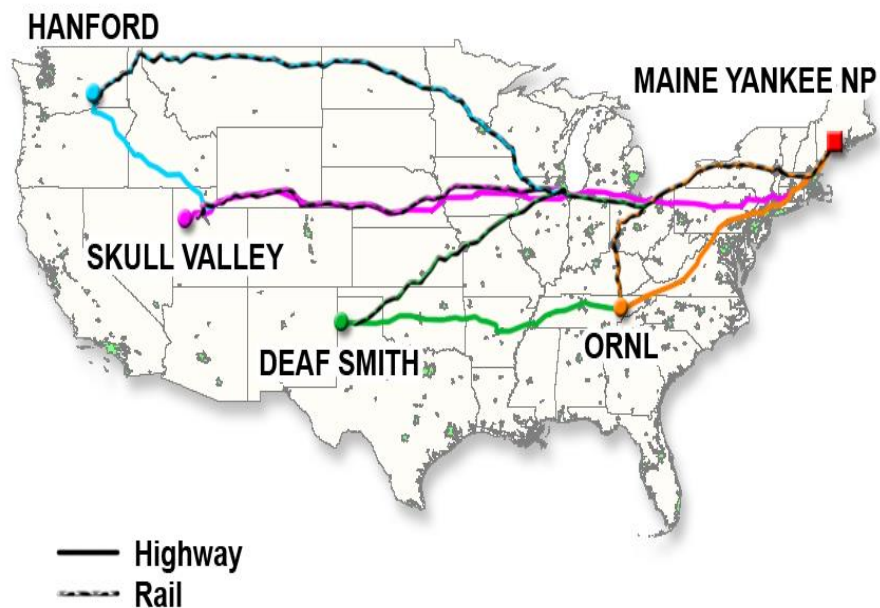 HANFORD
MAINE YANKEE NP
SKULL VALLEY
DEAF SMITH
ORNL
Highway
Rail